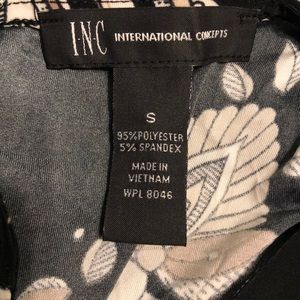 I.N.C INTERNATIONAL CONCEPTS
S
95% POLYESTER
5% SPANDEX
MADE IN
VIETNAM
WPL 8046